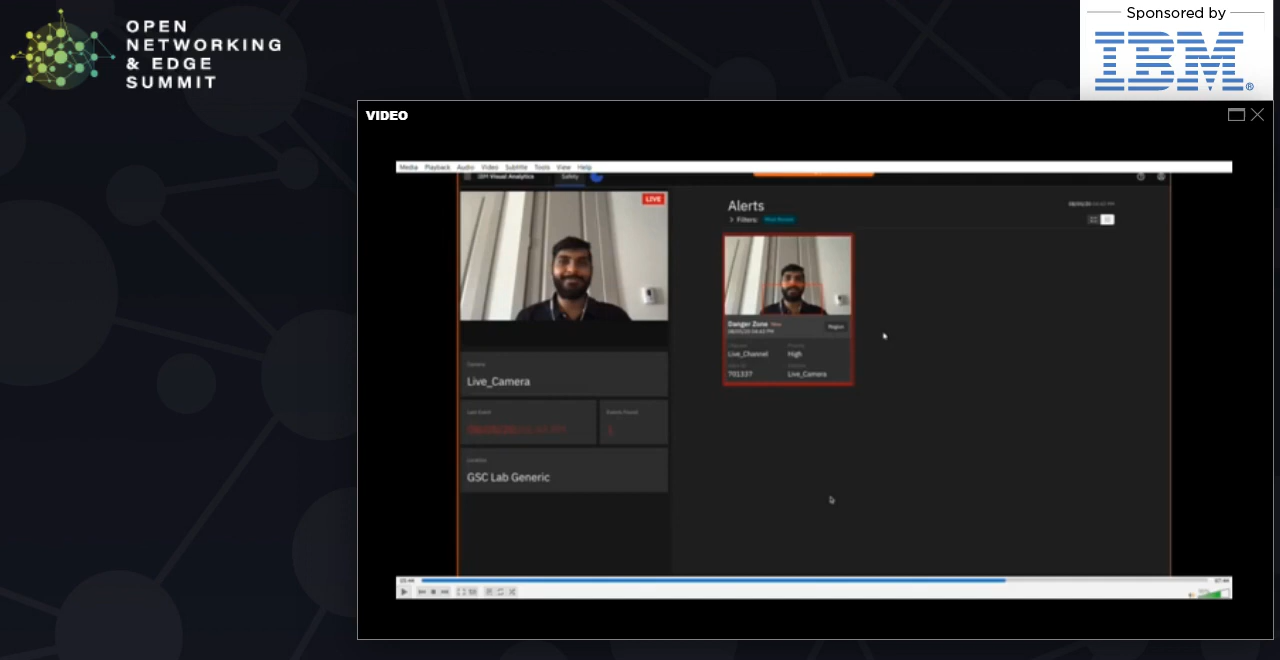 OPEN
NETWORKING
& EDGE
SUMMIT
Sponsored by
IBM®
VIDEO
Media Playback Audio Video Subtitle Tools View Help
IBM Visual Analytics Safety
LIVE
Alerts
Filters:
Danger Zone
Region
Live_Channel High
701337 Live_Camera
Camera
Live_Camera
Last Event Events Found
1
Location
GSC Lab Generic